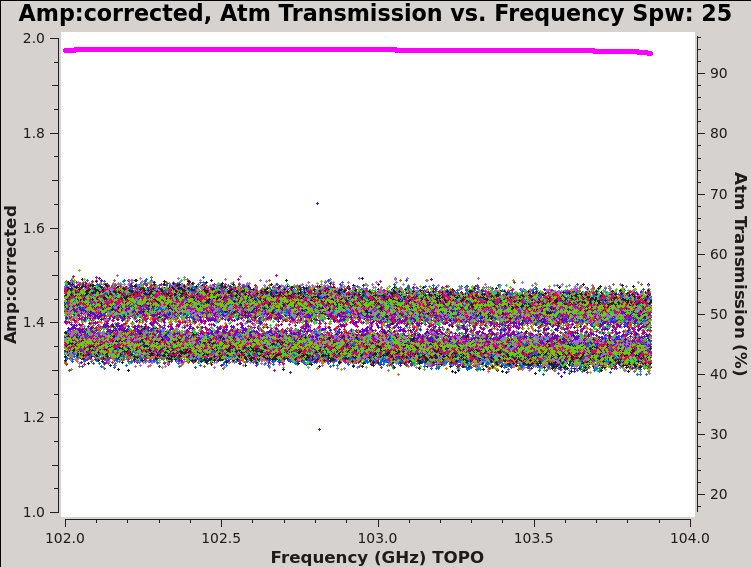 Amp:corrected, Atm Transmission vs. Frequency Spw: 25
2.0
1.8
1.6
1.4
1.2
1.0
Amp:corrected
90
80
70
60
50
40
30
20
Atm Transmission (%)
102.0 102.5 103.0 103.5 104.0
Frequency (GHz) TOPO